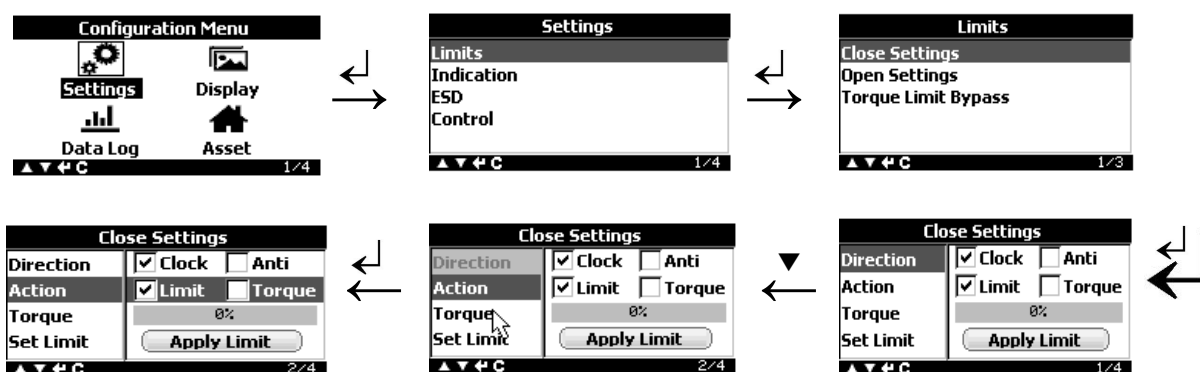 Configuration Menu
Settings Display
Data Log Asset
▲ ▼ ↵ C 1/4
Settings
Limits
Indication
ESD
Control
▲ ▼ ↵ C 1/4
Limits
Close Settings
Open Settings
Torque Limit Bypass
▲ ▼ ↵ C 1/3
Close Settings
Direction Clock Anti
Action Limit Torque
Torque 0%
Set Limit Apply Limit
▲ ▼ ↵ C 2/4
Close Settings
Direction Clock Anti
Action Limit Torque
Torque 0%
Set Limit Apply Limit
▲ ▼ ↵ C 2/4
Close Settings
Direction Clock Anti
Action Limit Torque
Torque 0%
Set Limit Apply Limit
▲ ▼ ↵ C 1/4